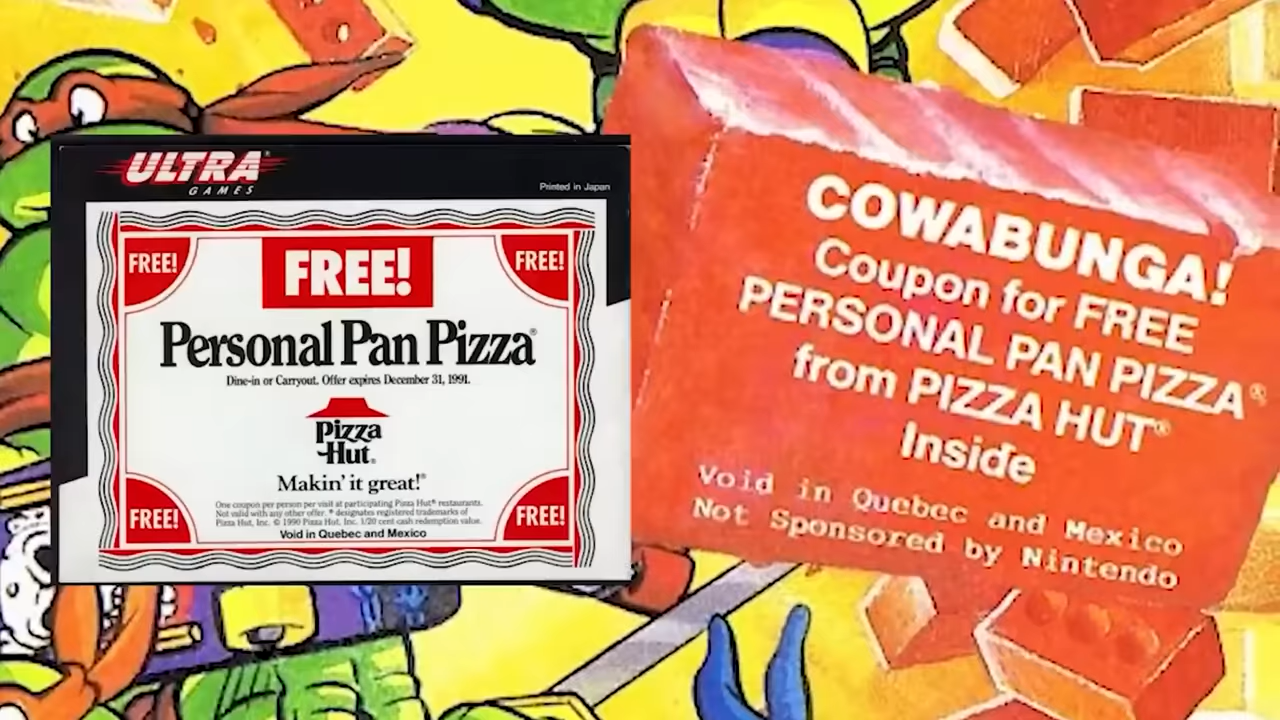 ULTRA®
GAMES
Printed in Japan
FREE!
FREE!
FREE!
Personal Pan Pizza®
Dine-in or Carryout. Offer expires December 31, 1991.
Pizza
Hut®
Makin' it great!®
One coupon per person per visit at participating Pizza Hut® restaurants.
Not valid with any other offer. ® designates registered trademarks of
Pizza Hut, Inc. © 1990 Pizza Hut, Inc. 1/20 cent cash redemption value.
Void in Quebec and Mexico
FREE!
FREE!
COWABUNGA!
Coupon for FREE
PERSONAL PAN PIZZA®
from PIZZA HUT®
Inside
Void in Quebec and Mexico
Not Sponsored by Nintendo